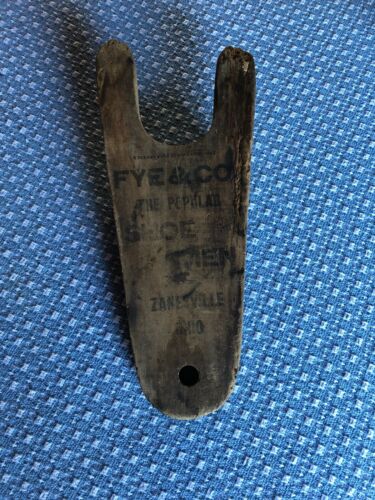 FYE & CO
THE POPULAR
SHOE
MEN
ZANESVILLE
OHIO